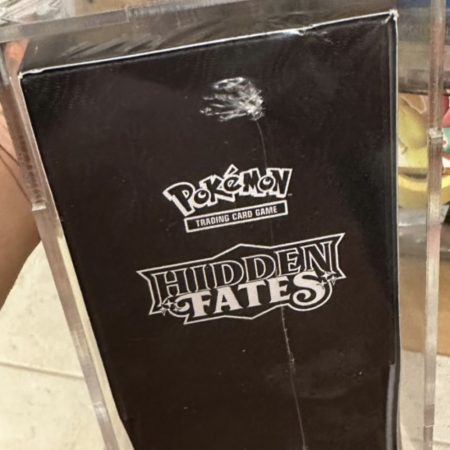 POKéMON
TRADING CARD GAME
HIDDEN
FATES